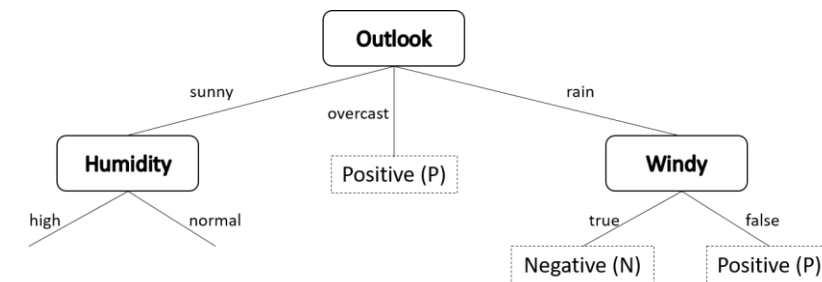 Outlook
sunny
overcast
rain
Humidity
Positive (P)
Windy
high
normal
true
false
Negative (N)
Positive (P)